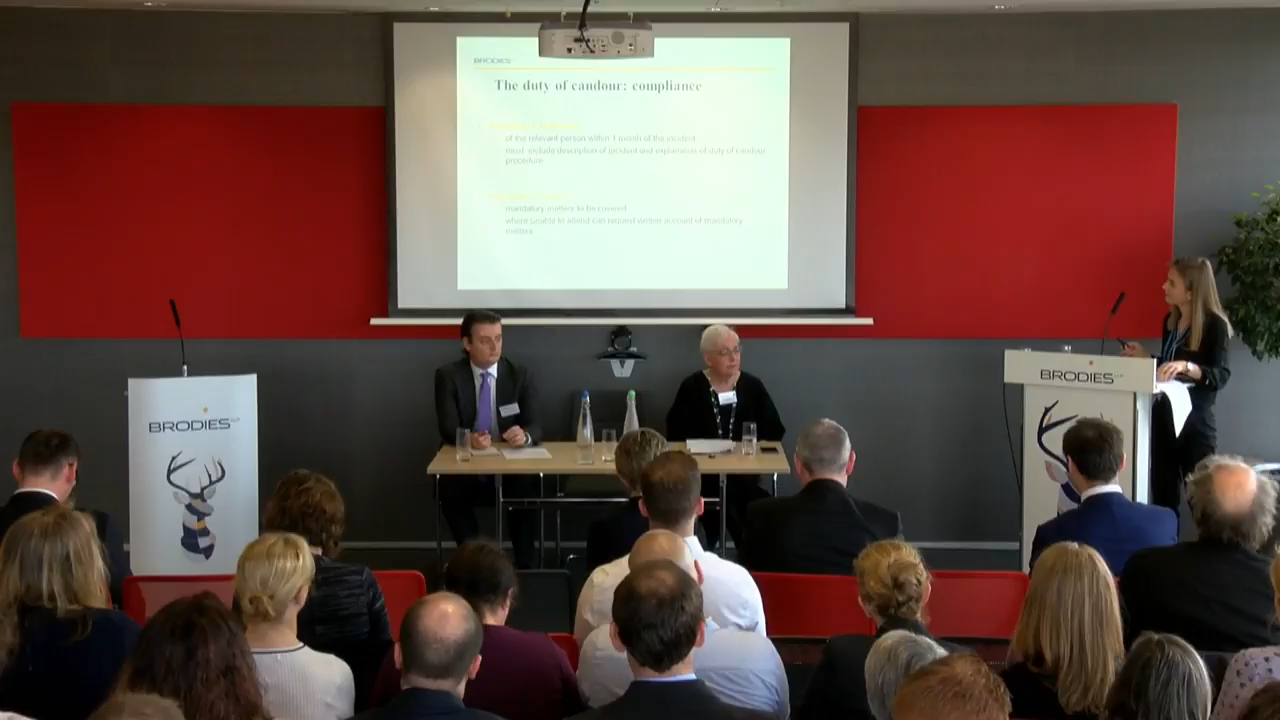 BRODIES
The duty of candour: compliance
of the relevant person within 1 month of the incident
must include description of incident and explanation of duty of candour
procedure
mandatory matters to be covered
where unable to attend can request written account of mandatory
matters
BRODIES LLP
BRODIES LLP